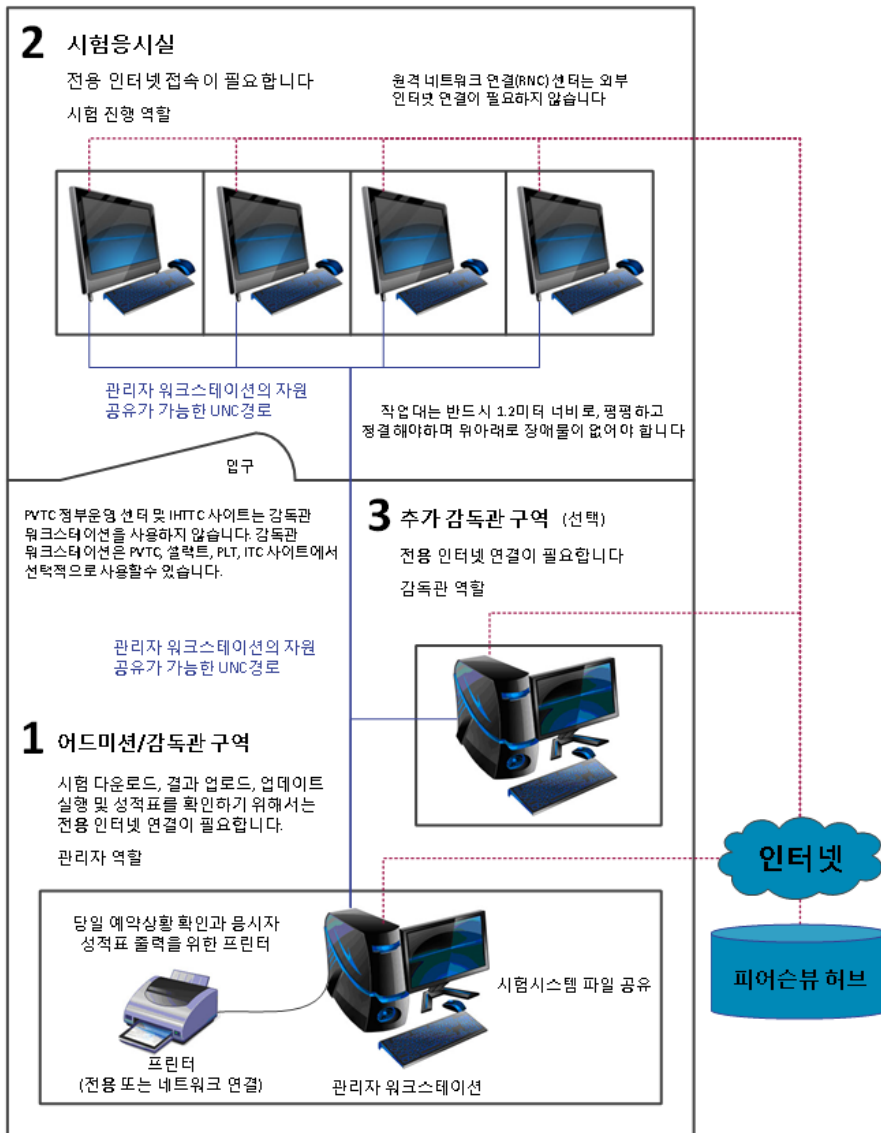 2 시험응시실
전용 인터넷 접속이 필요합니다
시험 진행 역할
원격 네트워크 연결(RNC) 센터는 외부
인터넷 연결이 필요하지 않습니다
관리자 워크스테이션의 자원
공유가 가능한 UNC경로
작업대는 반드시 1.2미터 너비로, 평평하고
정결해야하며 위아래로 장애물이 없어야 합니다
입구
PVTC 정부운영 센터 및 IHTTC 사이트는 감독관
워크스테이션을 사용하지 않습니다. 감독관
워크스테이션은 PVTC, 셀랙트, PLT, ITC 사이트에서
선택적으로 사용할수 있습니다.
3 추가 감독관 구역 (선택)
전용 인터넷 연결이 필요합니다
감독관 역할
관리자 워크스테이션의 자원
공유가 가능한 UNC경로
1 어드미션/감독관 구역
시험 다운로드, 결과 업로드, 업데이트
실행 및 성적표를 확인하기 위해서는
전용 인터넷 연결이 필요합니다.
관리자 역할
당일 예약상황 확인과 응시자
성적표 출력을 위한 프린터
프린터
(전용 또는 네트워크 연결)
시험시스템 파일 공유
관리자 워크스테이션
인터넷
피어슨뷰 허브